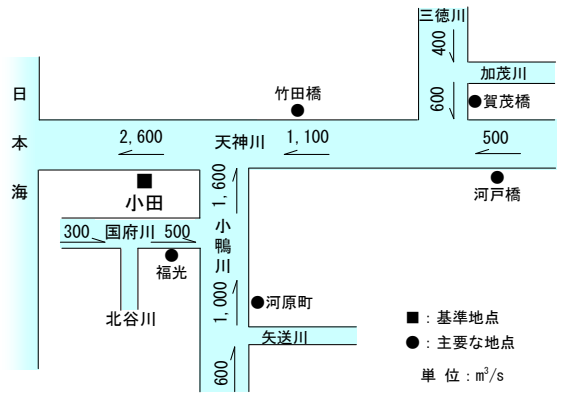 三徳川
400
加茂川
600
賀茂橋
竹田橋
日本海
2,600
天神川
1,100
500
小田
1,600
河戸橋
300
国府川
500
小鴨川
福光
1,000
河原町
北谷川
矢送川
600
■：基準地点
●：主要な地点
単 位：m³/s